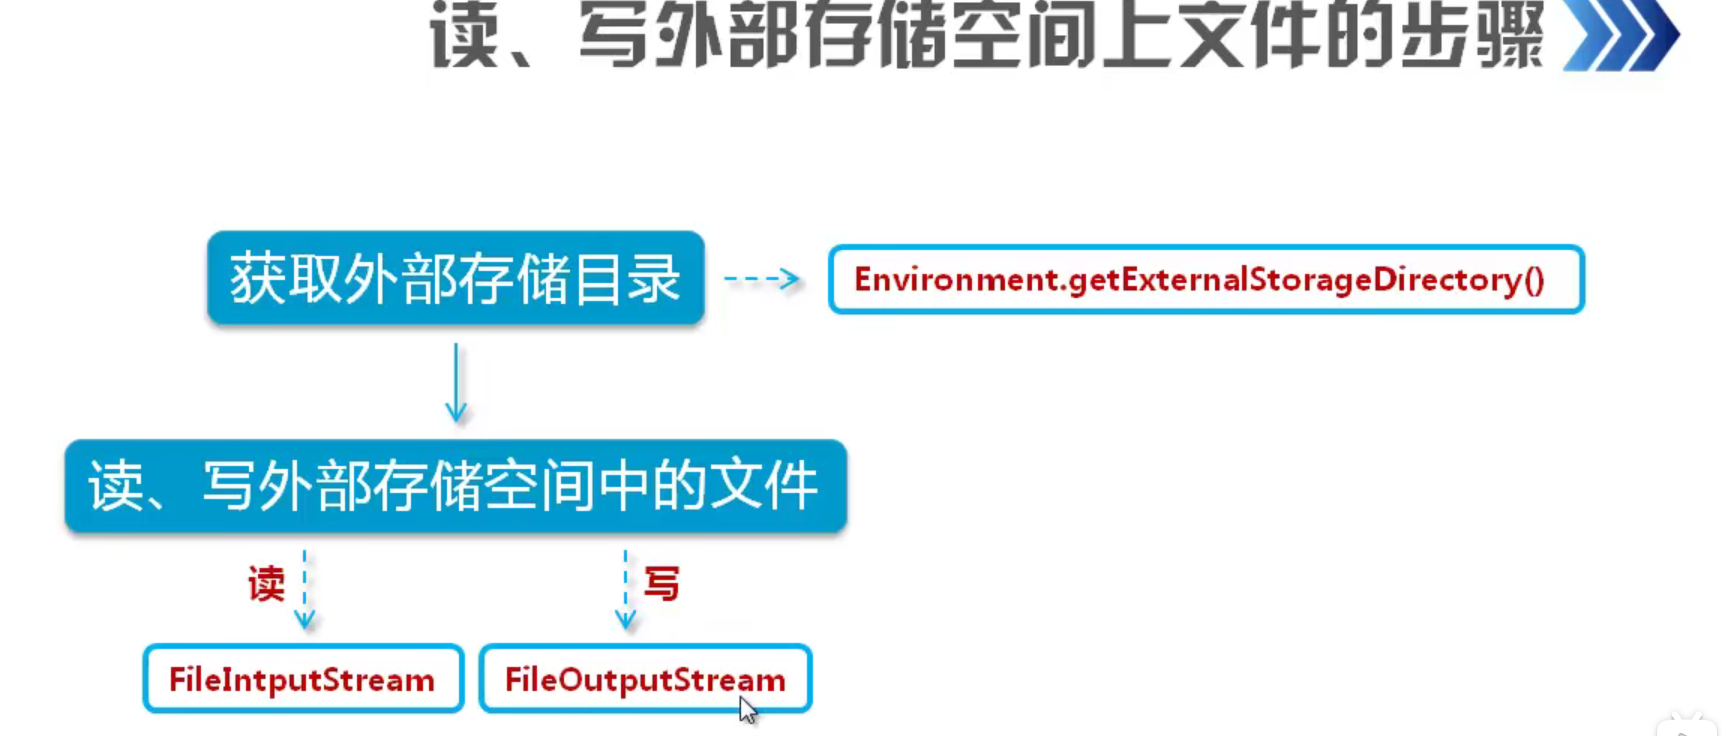 读、写外部存储空间上文件的步骤
获取外部存储目录
Environment.getExternalStorageDirectory()
读、写外部存储空间中的文件
读
写
FileIntputStream
FileOutputStream